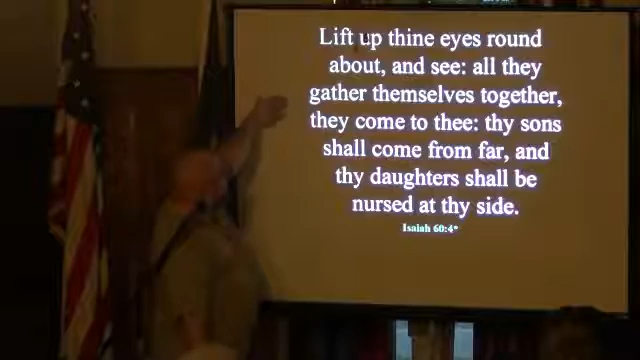 Lift up thine eyes round
about, and see: all they
gather themselves together,
they come to thee: thy sons
shall come from far, and
thy daughters shall be
nursed at thy side.
Isaiah 60:4*